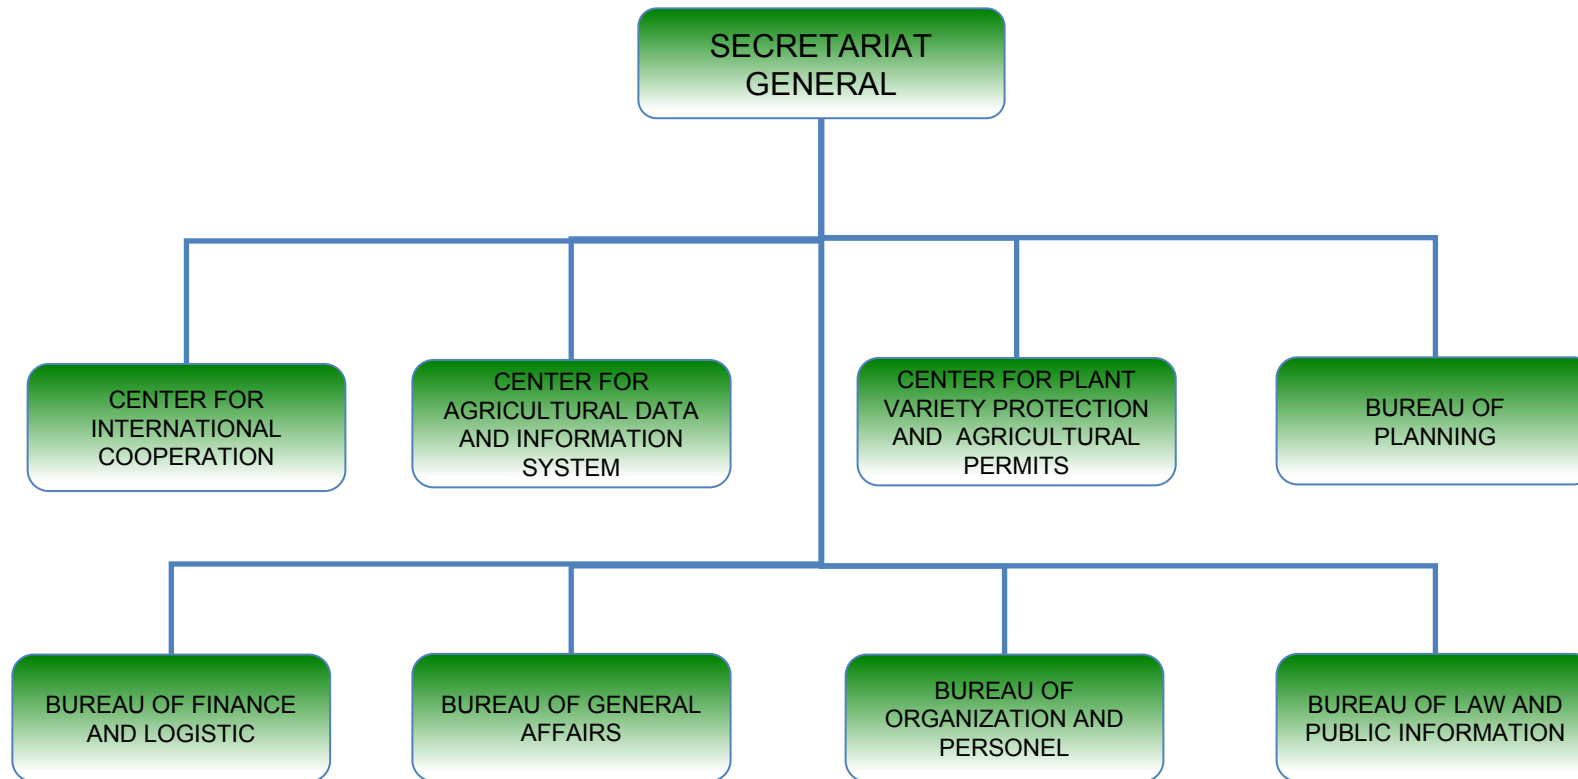 SECRETARIAT
GENERAL
CENTER FOR
INTERNATIONAL
COOPERATION
CENTER FOR
AGRICULTURAL DATA
AND INFORMATION
SYSTEM
CENTER FOR PLANT
VARIETY PROTECTION
AND AGRICULTURAL
PERMITS
BUREAU OF
PLANNING
BUREAU OF FINANCE
AND LOGISTIC
BUREAU OF GENERAL
AFFAIRS
BUREAU OF
ORGANIZATION AND
PERSONEL
BUREAU OF LAW AND
PUBLIC INFORMATION